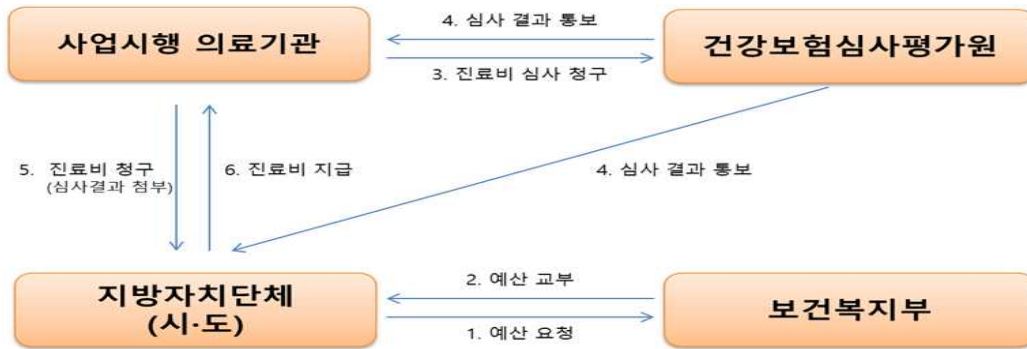 4. 심사 결과 통보
사업시행 의료기관
건강보험심사평가원
3. 진료비 심사 청구
5. 진료비 청구
(심사결과 첨부)
6. 진료비 지급
4. 심사 결과 통보
지방자치단체
(시·도)
2. 예산 교부
보건복지부
1. 예산 요청